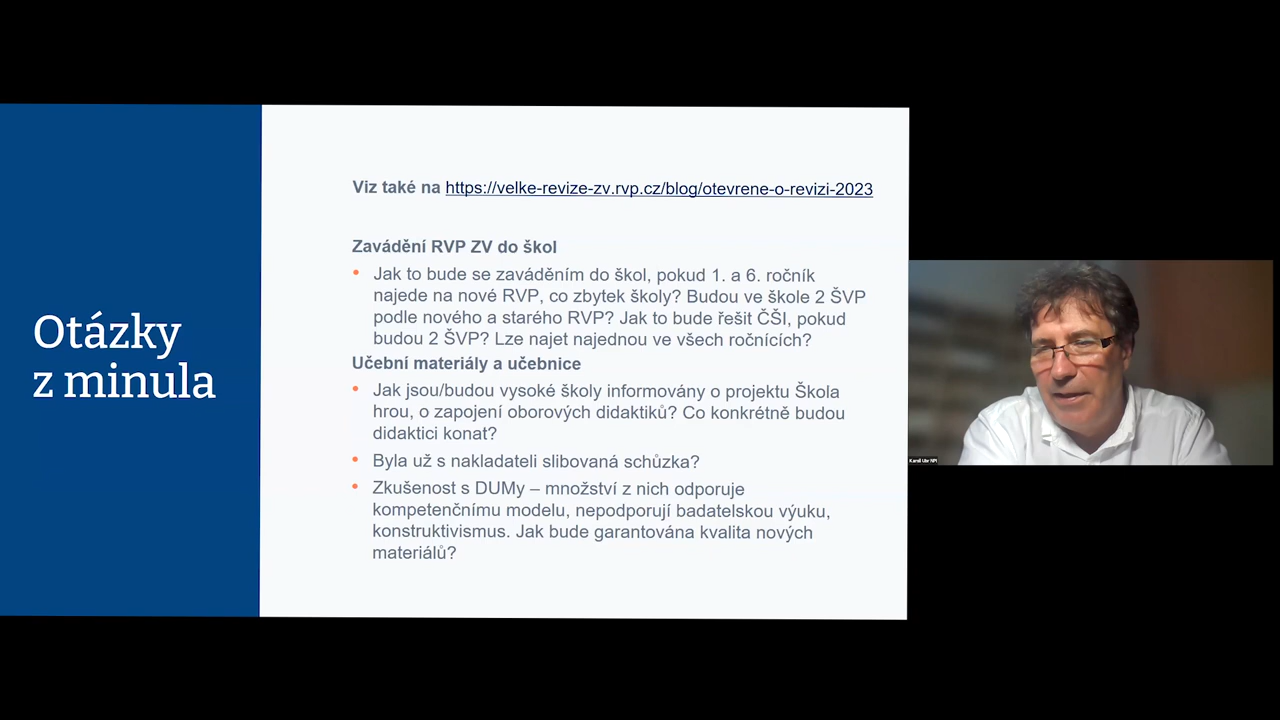 Otázky
z minula
Viz také na https://velke-revize-zv.rvp.cz/blog/otevrene-o-revizi-2023
Zavádění RVP ZV do škol
• Jak to bude se zaváděním do škol, pokud 1. a 6. ročník
najede na nové RVP, co zbytek školy? Budou ve škole 2 ŠVP
podle nového a starého RVP? Jak to bude řešit ČŠI, pokud
budou 2 ŠVP? Lze najet najednou ve všech ročnících?
Učební materiály a učebnice
• Jak jsou/budou vysoké školy informovány o projektu Škola
hrou, o zapojení oborových didaktiků? Co konkrétně budou
didaktici konat?
• Byla už s nakladateli slibovaná schůzka?
• Zkušenost s DUMy – množství z nich odporuje
kompetenčnímu modelu, nepodporují badatelskou výuku,
konstruktivismus. Jak bude garantována kvalita nových
materiálů?